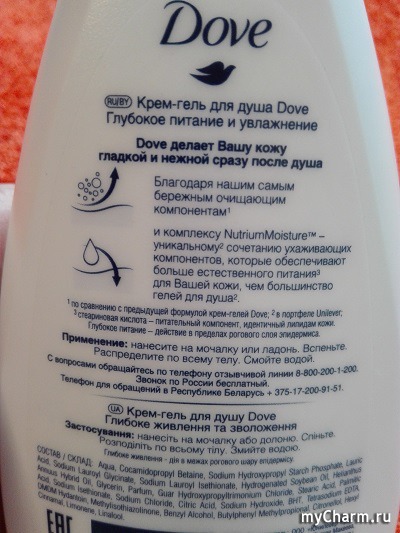 Dove
RU/BY Крем-гель для душа Dove
Глубокое питание и увлажнение
Dove делает Вашу кожу
гладкой и нежной сразу после душа
Благодаря нашим самым
бережным очищающим
компонентам¹
и комплексу NutriumMoisture™ –
уникальному² сочетанию ухаживающих
компонентов, которые обеспечивают
больше естественного питания³
для Вашей кожи, чем большинство
гелей для душа².
¹ по сравнению с предыдущей формулой крем-гелей Dove; ² в портфеле Unilever;
³ стеариновая кислота – питательный компонент, идентичный липидам кожи.
Глубокое питание – действие в пределах рогового слоя эпидермиса.
Применение: нанесите на мочалку или ладонь. Вспеньте.
Распределите по всему телу. Смойте водой.
С вопросами обращайтесь по телефону отзывчивой линии 8-800-200-1-200.
Звонок по России бесплатный.
Телефон для обращений в Республике Беларусь + 375-17-200-91-51.
UA Крем-гель для душу Dove
Глибоке живлення та зволоження
Застосування: нанесіть на мочалку або долоню. Спіньте.
Розподіліть по всьому тілу. Змийте водою.
Глибоке живлення - дія в межах рогового шару епідермісу.
СОСТАВ / СКЛАД: Aqua, Cocamidopropyl Betaine, Sodium Hydroxypropyl Starch Phosphate, Lauric
Acid, Sodium Lauroyl Glycinate, Sodium Lauroyl Isethionate, Hydrogenated Soybean Oil, Helianthus
Annuus Hybrid Oil, Glycerin, Parfum, Guar Hydroxypropyltrimonium Chloride, Stearic Acid, Palmitic
Acid, Sodium Isethionate, Sodium Chloride, Citric Acid, Sodium Hydroxide, BHT, Tetrasodium EDTA,
DMDM Hydantoin, Methylisothiazolinone, Benzyl Alcohol, Butylphenyl Methylpropional,
Cinnamal, Limonene, Linalool.
EAC
myCharm.ru